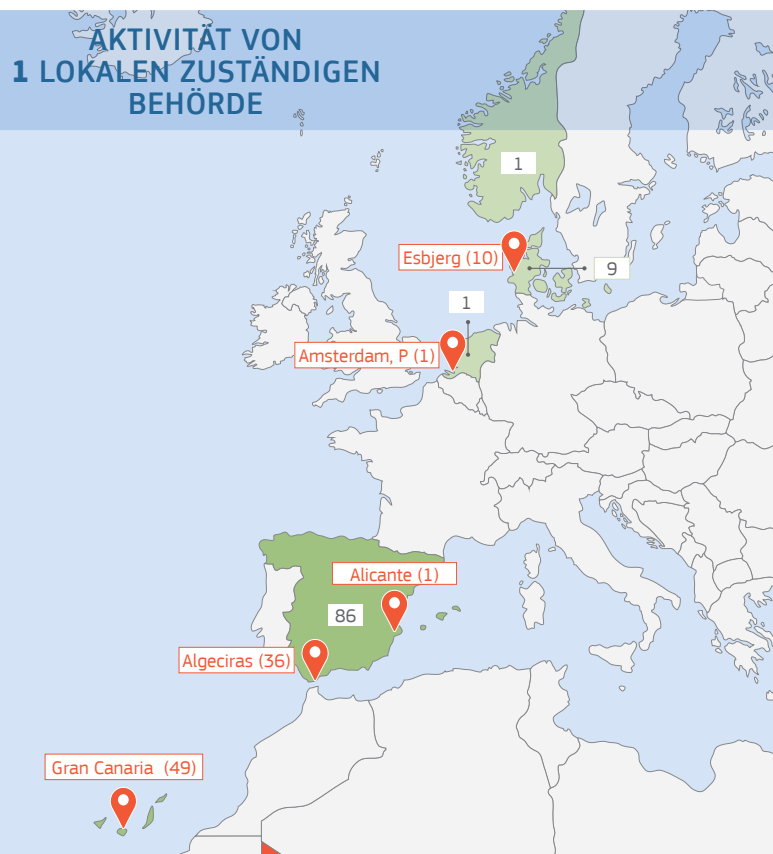 AKTIVITÄT VON
1 LOKALEN ZUSTÄNDIGEN
BEHÖRDE
1
Esbjerg (10)
9
1
Amsterdam, P (1)
Alicante (1)
86
Algeciras (36)
Gran Canaria (49)